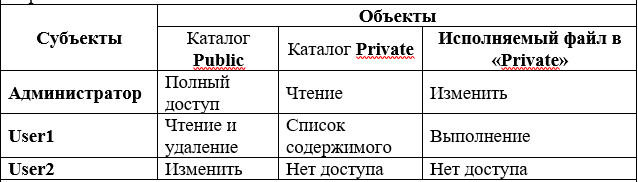 Объекты
Субъекты
Каталог Public
Каталог Private
Исполняемый файл в «Private»
Администратор
Полный доступ
Чтение
Изменить
User1
Чтение и удаление
Список содержимого
Выполнение
User2
Изменить
Нет доступа
Нет доступа